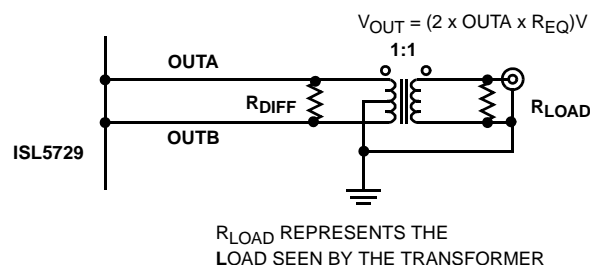 V_OUT = (2 x OUTA x R_EQ)V
1:1
OUTA
R_DIFF
R_LOAD
OUTB
ISL5729
R_LOAD REPRESENTS THE
LOAD SEEN BY THE TRANSFORMER